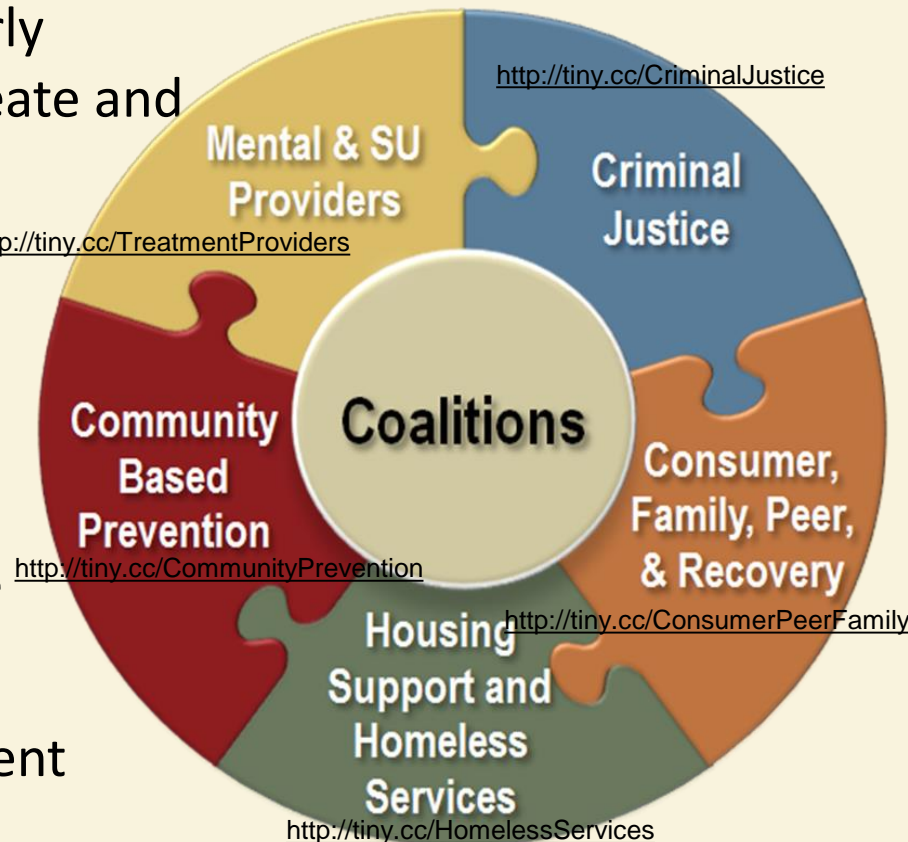 rly
eate and
ent
http://tiny.cc/CriminalJustice
Mental & SU
Providers
p://tiny.cc/TreatmentProviders
Criminal
Justice
Coalitions
Community
Based
Prevention
http://tiny.cc/CommunityPrevention
Consumer,
Family, Peer,
& Recovery
http://tiny.cc/ConsumerPeerFamily
Housing
Support and
Homeless
Services
http://tiny.cc/HomelessServices